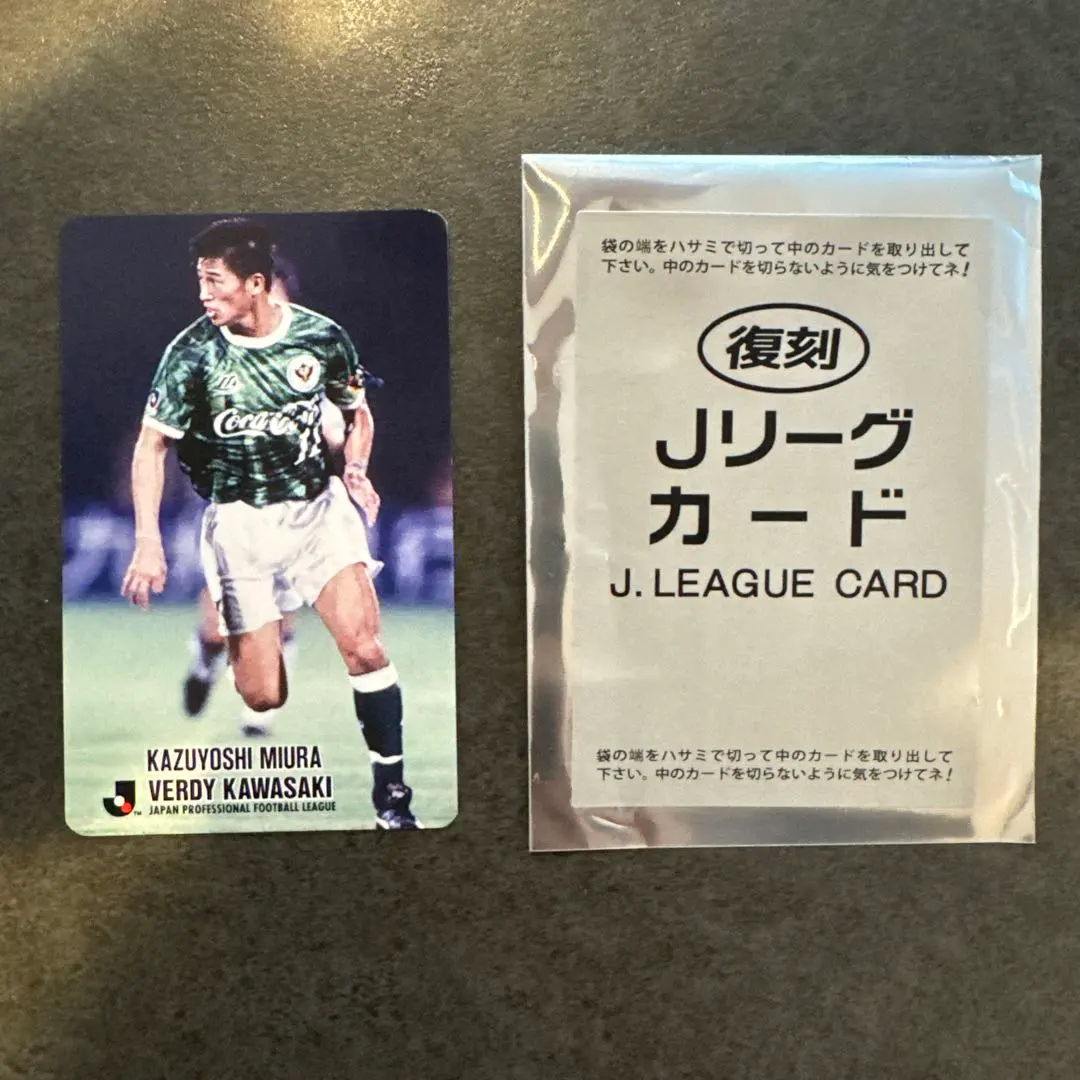 Coca-Cola
11
KAZUYOSHI MIURA
VERDY KAWASAKI
JAPAN PROFESSIONAL FOOTBALL LEAGUE
TM
袋の端をハサミで切って中のカードを取り出して
下さい。中のカードを切らないように気をつけてネ!
復刻
Jリーグ
カード
J. LEAGUE CARD
袋の端をハサミで切って中のカードを取り出して
下さい。中のカードを切らないように気をつけてネ!